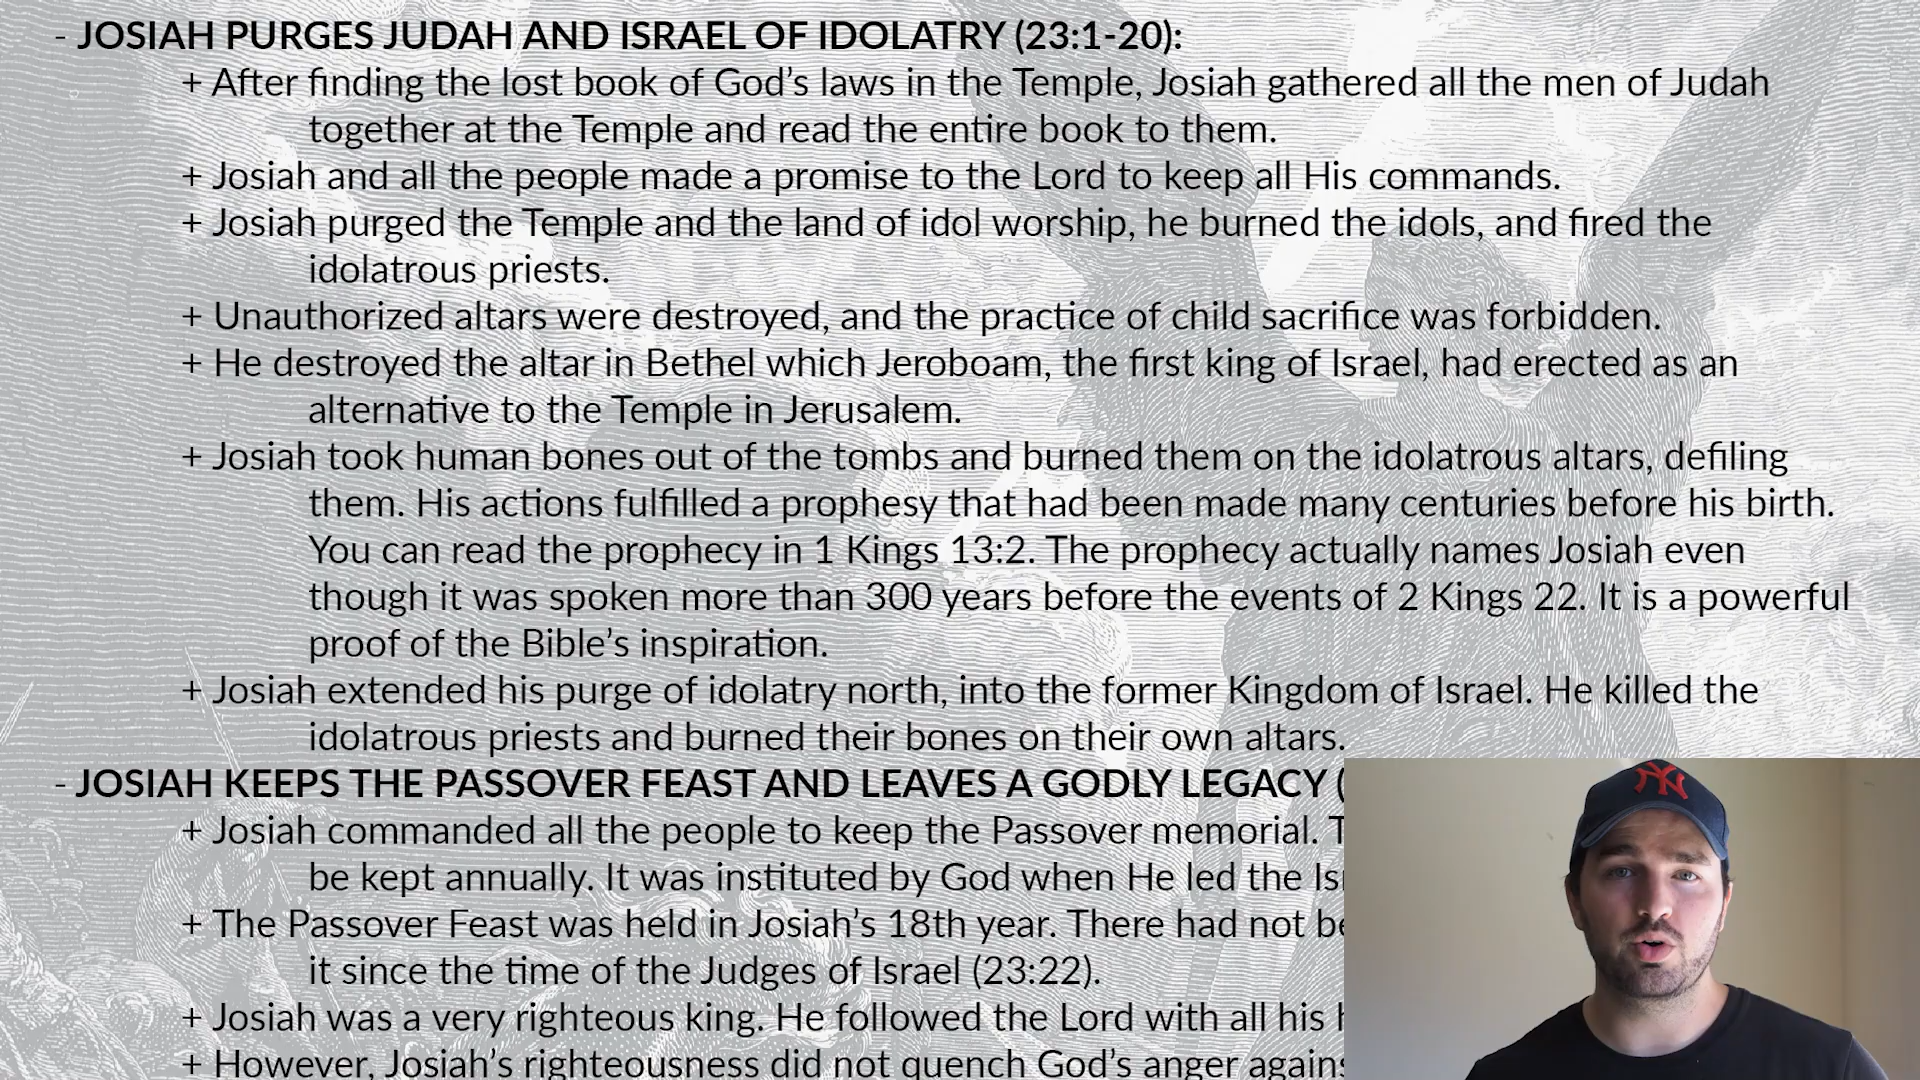 - JOSIAH PURGES JUDAH AND ISRAEL OF IDOLATRY (23:1-20):
+ After finding the lost book of God’s laws in the Temple, Josiah gathered all the men of Judah
together at the Temple and read the entire book to them.
+ Josiah and all the people made a promise to the Lord to keep all His commands.
+ Josiah purged the Temple and the land of idol worship, he burned the idols, and fired the
idolatrous priests.
+ Unauthorized altars were destroyed, and the practice of child sacrifice was forbidden.
+ He destroyed the altar in Bethel which Jeroboam, the first king of Israel, had erected as an
alternative to the Temple in Jerusalem.
+ Josiah took human bones out of the tombs and burned them on the idolatrous altars, defiling
them. His actions fulfilled a prophesy that had been made many centuries before his birth.
You can read the prophecy in 1 Kings 13:2. The prophecy actually names Josiah even
though it was spoken more than 300 years before the events of 2 Kings 22. It is a powerful
proof of the Bible’s inspiration.
+ Josiah extended his purge of idolatry north, into the former Kingdom of Israel. He killed the
idolatrous priests and burned their bones on their own altars.
- JOSIAH KEEPS THE PASSOVER FEAST AND LEAVES A GODLY LEGACY (
+ Josiah commanded all the people to keep the Passover memorial.
be kept annually. It was instituted by God when He led the
+ The Passover Feast was held in Josiah’s 18th year. There had not
it since the time of the Judges of Israel (23:22).
+ Josiah was a very righteous king. He followed the Lord with all his
+ However, Josiah’s righteousness did not quench God’s anger
NY